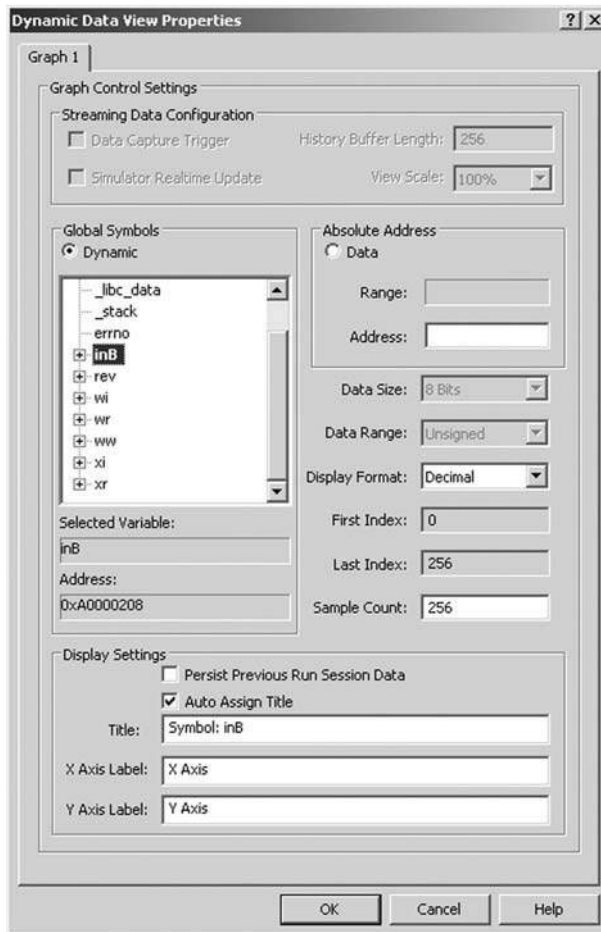 Dynamic Data View Properties
Graph 1
Graph Control Settings
Streaming Data Configuration
Data Capture Trigger
History Buffer Length: 256
Simulator Realtime Update
View Scale: 100%
Global Symbols
Dynamic
_libc_data
_stack
errno
inB
rev
wi
wr
ww
xi
xr
Selected Variable:
inB
Address:
0xA0000208
Absolute Address
Data
Range:
Address:
Data Size: 8 Bits
Data Range: Unsigned
Display Format: Decimal
First Index: 0
Last Index: 256
Sample Count: 256
Display Settings
Persist Previous Run Session Data
Auto Assign Title
Title: Symbol: inB
X Axis Label: X Axis
Y Axis Label: Y Axis
OK Cancel Help